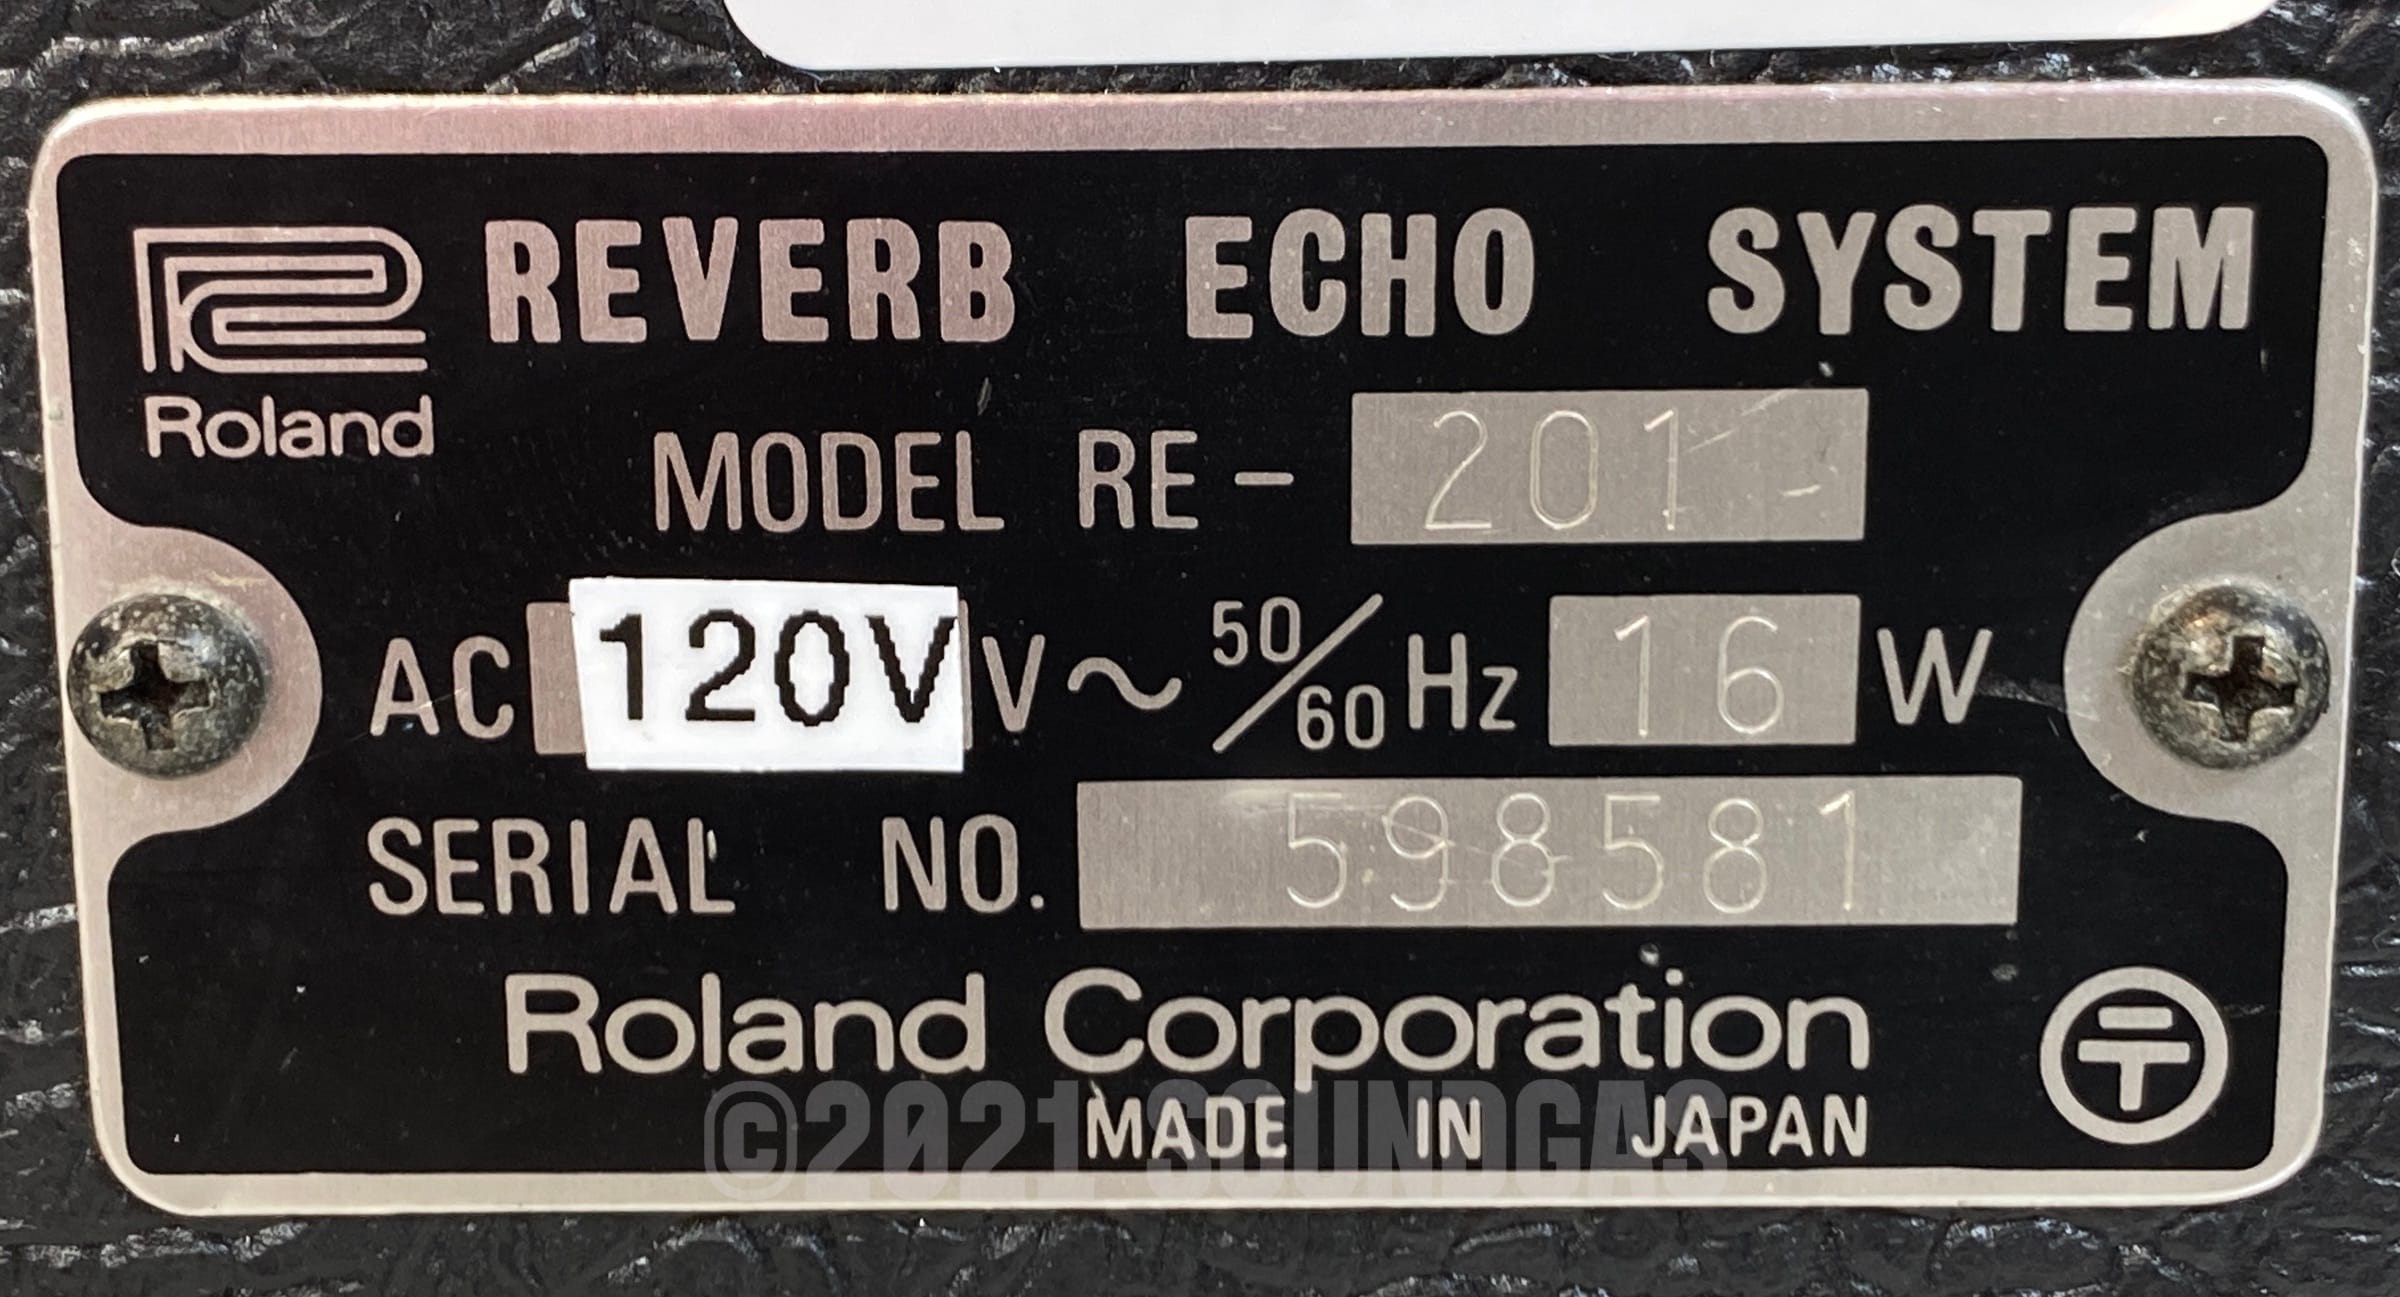 REVERB ECHO SYSTEM
Roland
MODEL RE- 201
AC 120V V~ 50/60 Hz 16 W
SERIAL NO. 598581
Roland Corporation
MADE IN JAPAN
©2021 SOUNDGAS